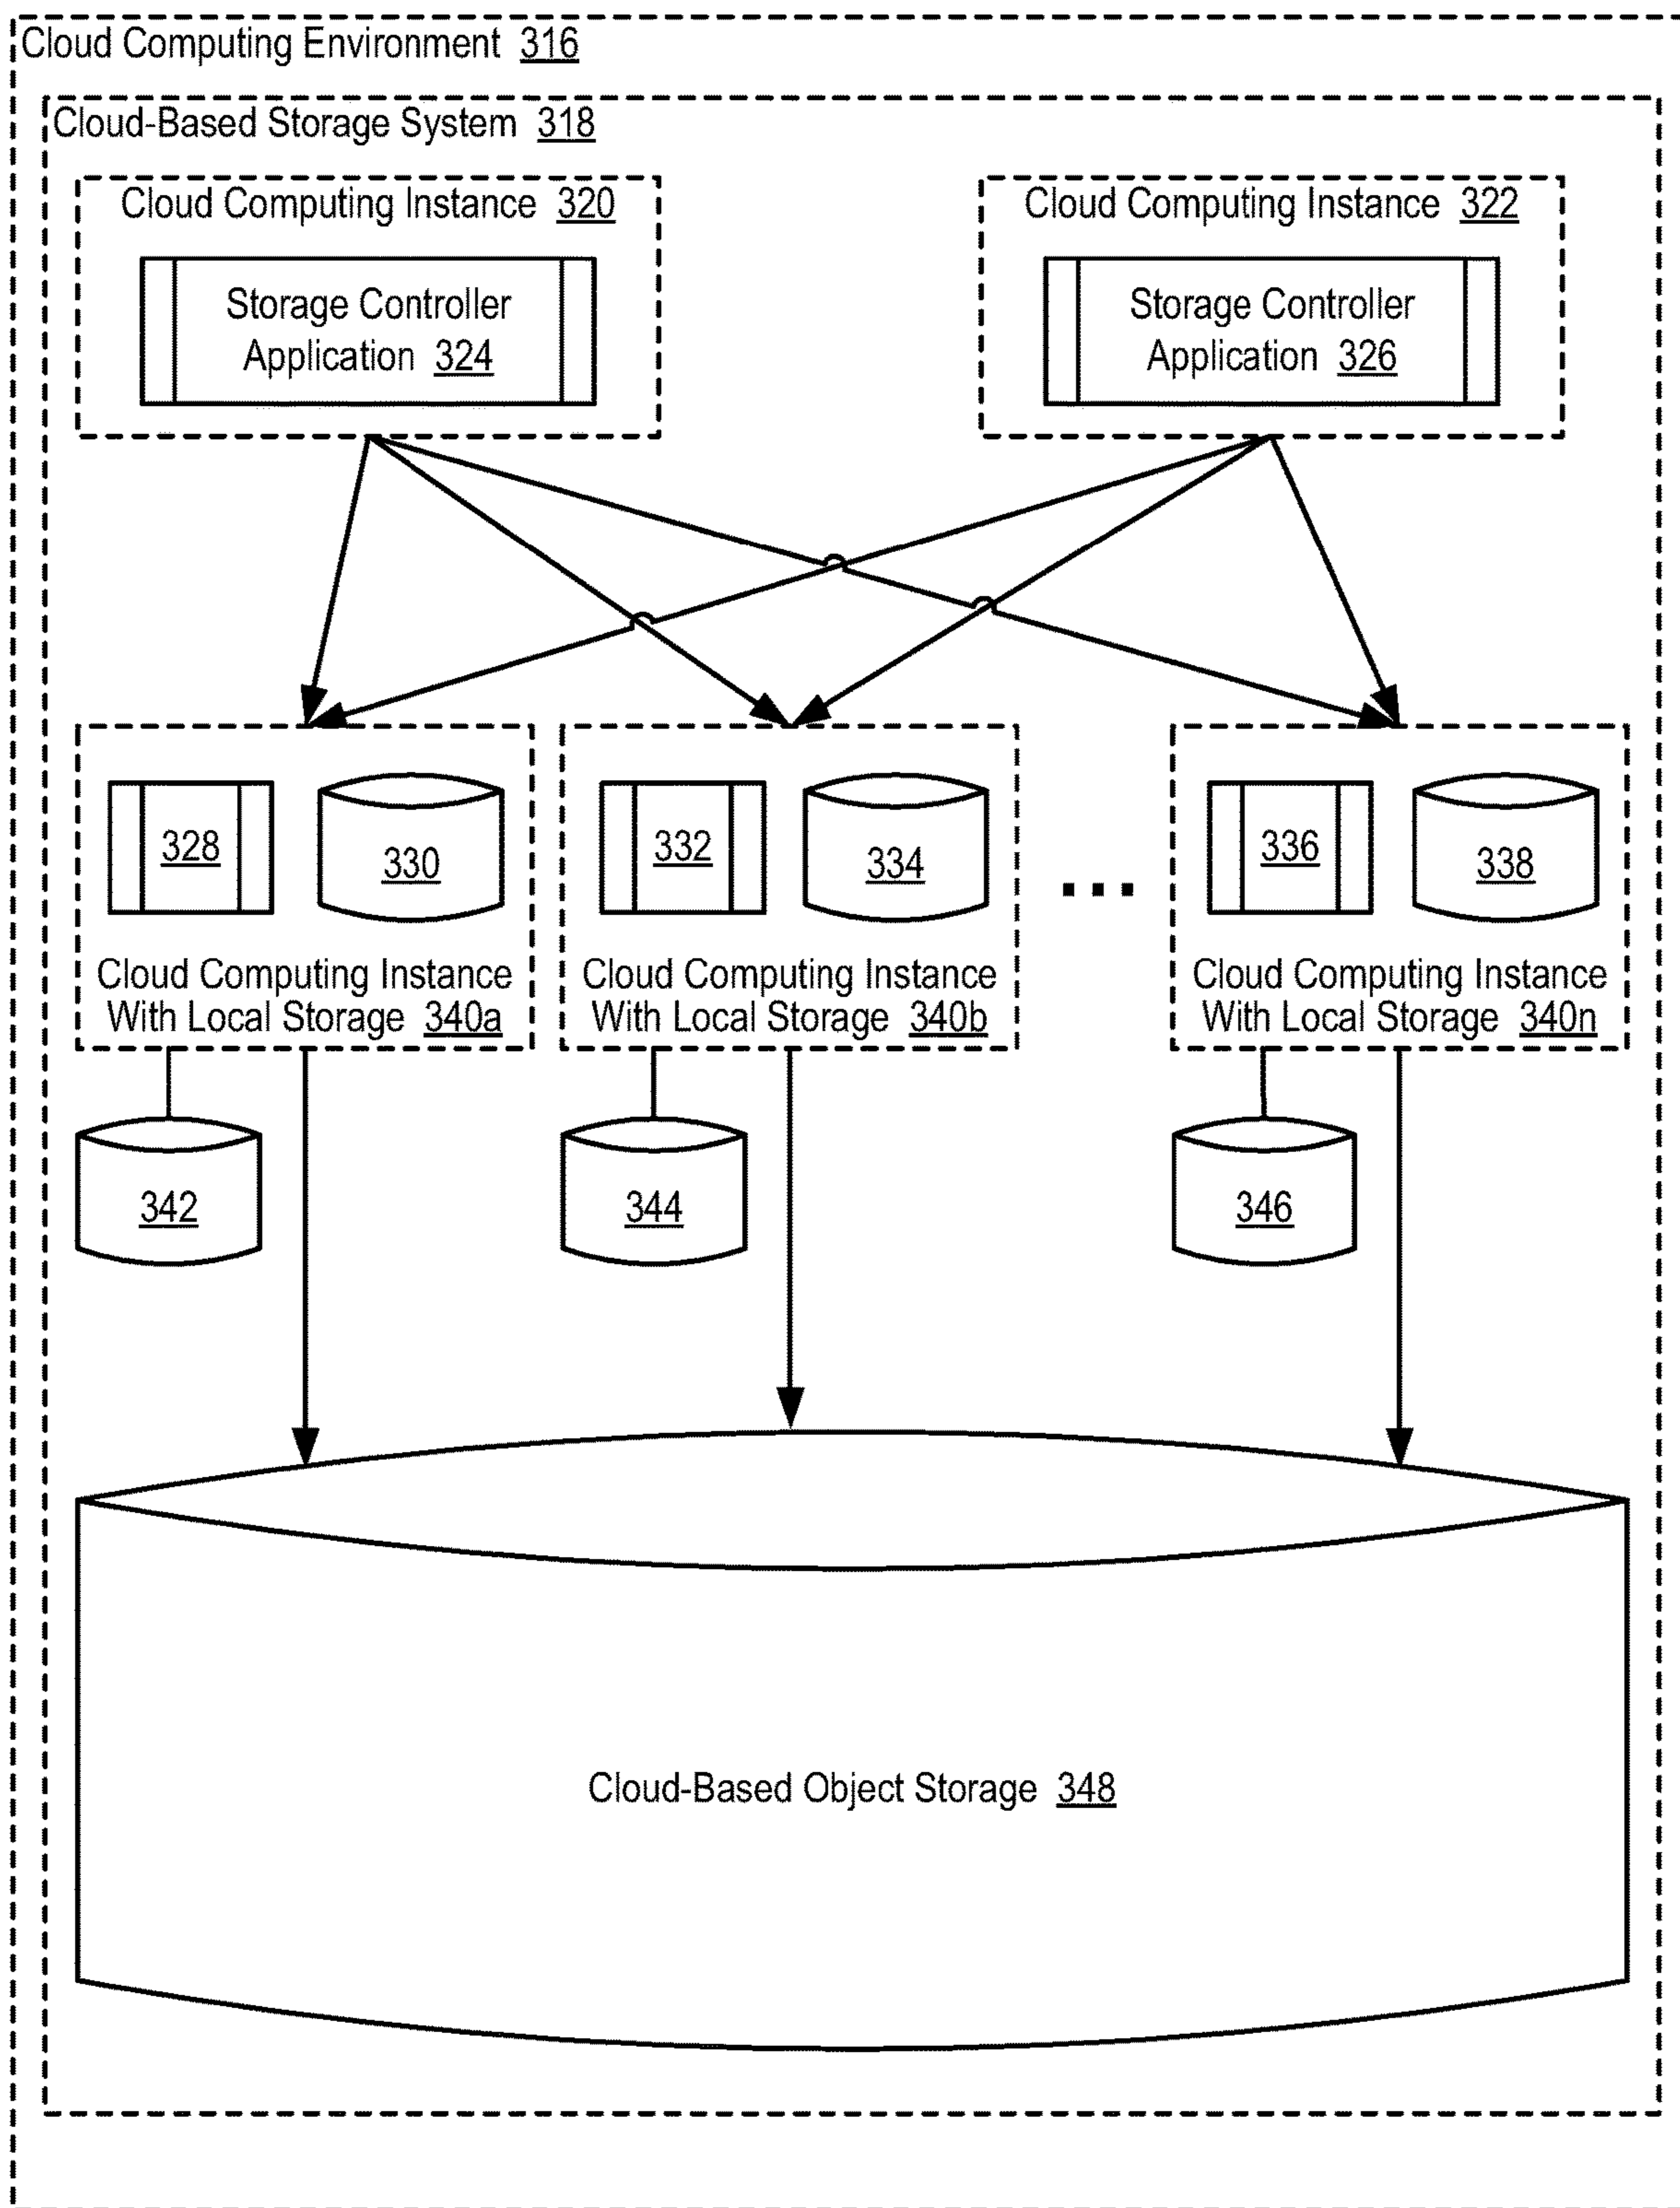 Cloud Computing Environment 316
Cloud-Based Storage System 318
Cloud Computing Instance 320
Storage Controller
Application 324
Cloud Computing Instance 322
Storage Controller
Application 326
328
330
Cloud Computing Instance
With Local Storage 340a
332
334
Cloud Computing Instance
With Local Storage 340b
...
336
338
Cloud Computing Instance
With Local Storage 340n
342
344
346
Cloud-Based Object Storage 348